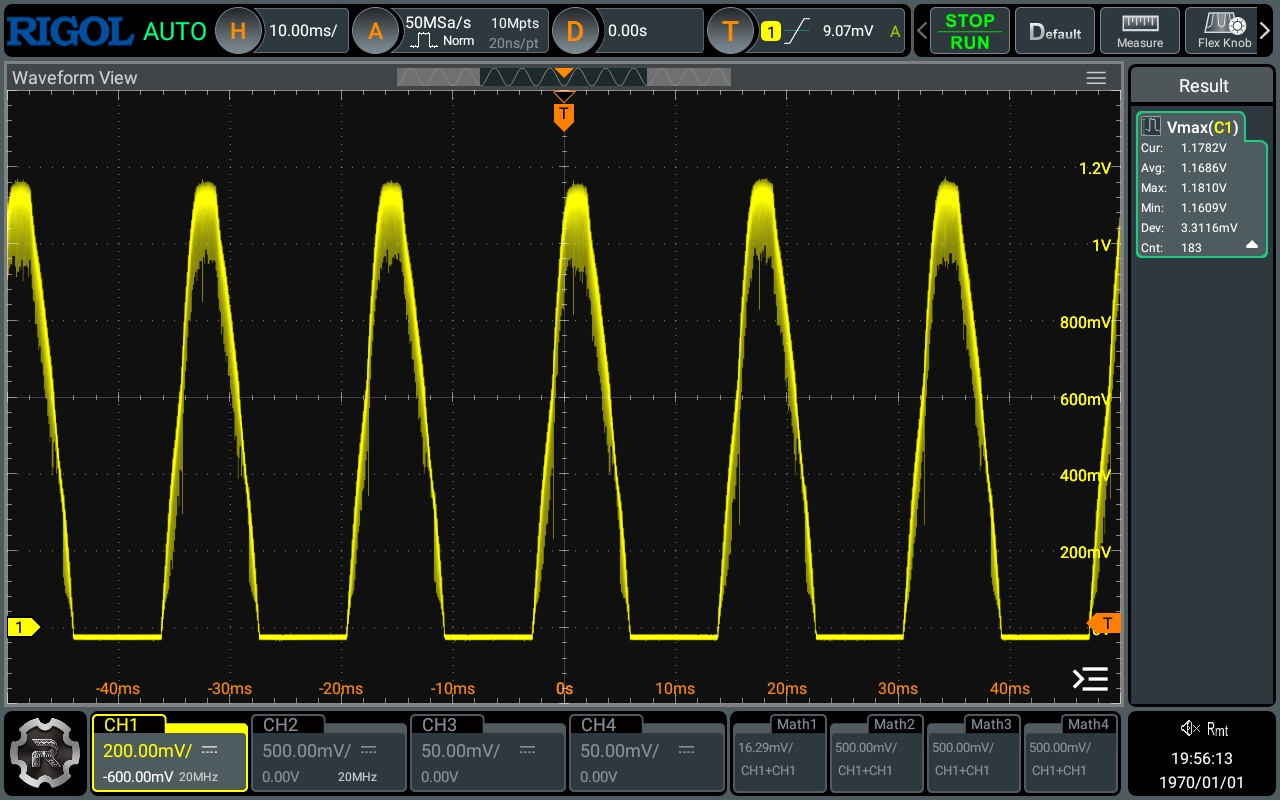 RIGOL AUTO H 10.00ms/ A 50MSa/s Norm 10Mpts 20ns/pt D 0.00s T 1 9.07mV A STOP RUN Default Measure Flex Knob
Waveform View
T
1.2V
1V
800mV
600mV
400mV
200mV
1
T
-40ms -30ms -20ms -10ms 0s 10ms 20ms 30ms 40ms
Result
Vmax(C1)
Cur: 1.1782V
Avg: 1.1686V
Max: 1.1810V
Min: 1.1609V
Dev: 3.3116mV
Cnt: 183
CH1
200.00mV/
-600.00mV 20MHz
CH2
500.00mV/
0.00V 20MHz
CH3
50.00mV/
0.00V
CH4
50.00mV/
0.00V
Math1
16.29mV/
CH1+CH1
Math2
500.00mV/
CH1+CH1
Math3
500.00mV/
CH1+CH1
Math4
500.00mV/
CH1+CH1
Rmt
19:56:13
1970/01/01